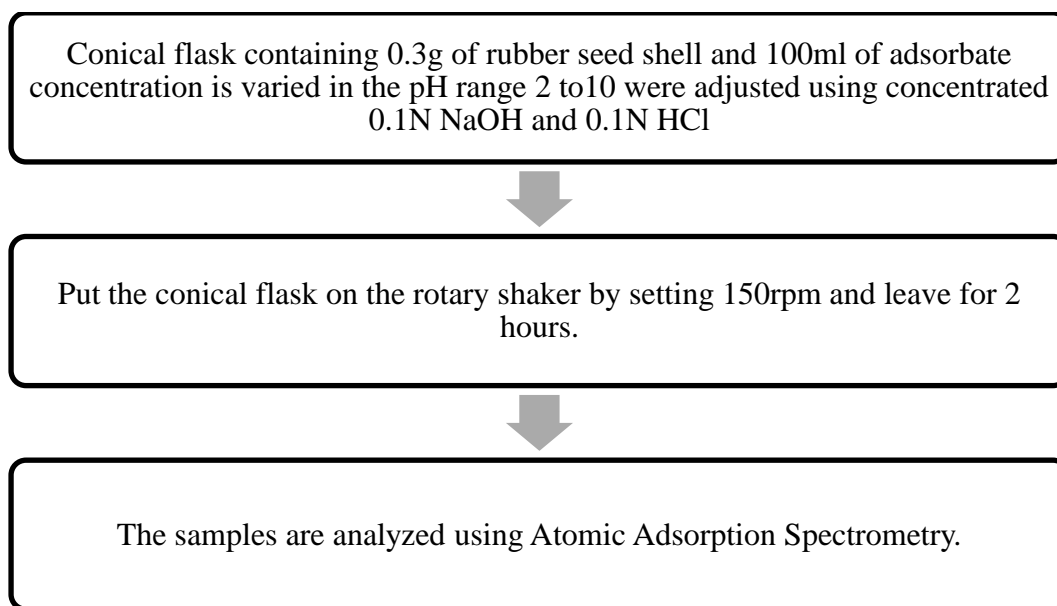 Conical flask containing 0.3g of rubber seed shell and 100ml of adsorbate
concentration is varied in the pH range 2 to10 were adjusted using concentrated
0.1N NaOH and 0.1N HCl
Put the conical flask on the rotary shaker by setting 150rpm and leave for 2
hours.
The samples are analyzed using Atomic Adsorption Spectrometry.